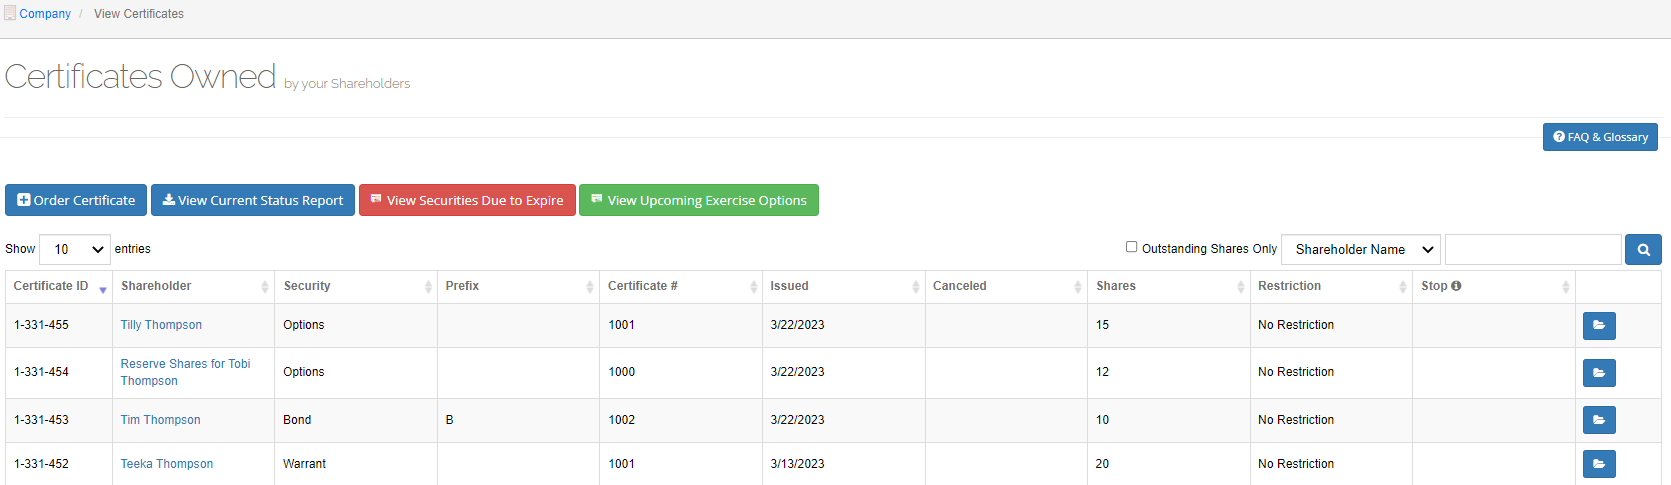 Company / View Certificates
Certificates Owned by your Shareholders
FAQ & Glossary
Order Certificate View Current Status Report View Securities Due to Expire View Upcoming Exercise Options
Show 10 entries Outstanding Shares Only Shareholder Name
Certificate ID Shareholder Security Prefix Certificate # Issued Canceled Shares Restriction Stop
1-331-455 Tilly Thompson Options 1001 3/22/2023 15 No Restriction
1-331-454 Reserve Shares for Tobi Thompson Options 1000 3/22/2023 12 No Restriction
1-331-453 Tim Thompson Bond B 1002 3/22/2023 10 No Restriction
1-331-452 Teeka Thompson Warrant 1001 3/13/2023 20 No Restriction